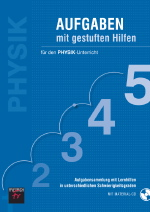 PHYSIK
AUFGABEN
mit gestuften Hilfen
für den PHYSIK-Unterricht
5
4
3
2
Aufgabensammlung mit Lernhilfen
in unterschiedlichen Schwierigkeitsgraden
MIT MATERIAL-CD